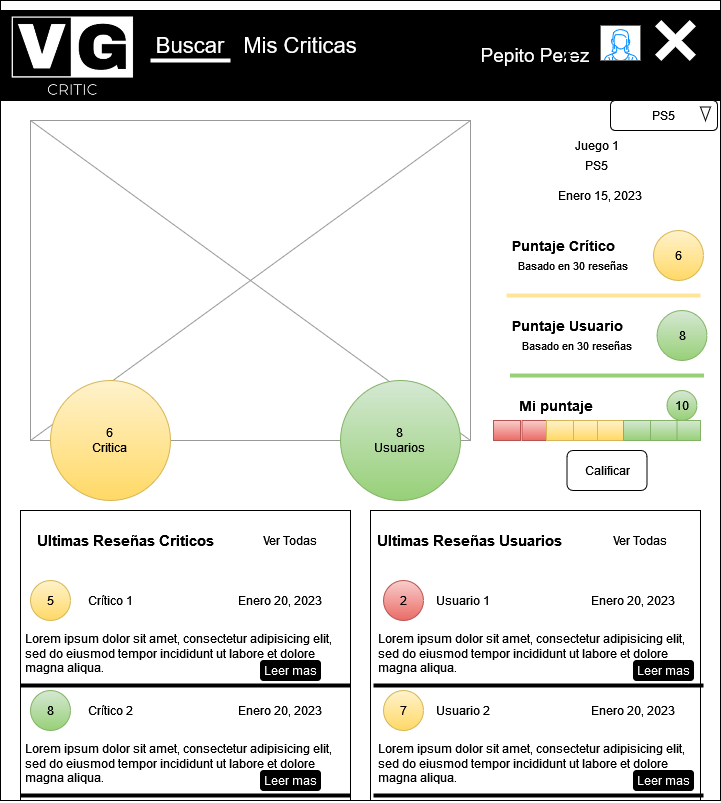 VG
CRITIC
Buscar
Mis Criticas
Pepito Perez
PS5
Juego 1
PS5
Enero 15, 2023
Puntaje Crítico
Basado en 30 reseñas
6
Puntaje Usuario
Basado en 30 reseñas
8
Mi puntaje
10
Calificar
6
Critica
8
Usuarios
Ultimas Reseñas Criticos
Ver Todas
5
Crítico 1
Enero 20, 2023
Lorem ipsum dolor sit amet, consectetur adipisicing elit,
sed do eiusmod tempor incididunt ut labore et dolore
magna aliqua.
Leer mas
8
Crítico 2
Enero 20, 2023
Lorem ipsum dolor sit amet, consectetur adipisicing elit,
sed do eiusmod tempor incididunt ut labore et dolore
magna aliqua.
Leer mas
Ultimas Reseñas Usuarios
Ver Todas
2
Usuario 1
Enero 20, 2023
Lorem ipsum dolor sit amet, consectetur adipisicing elit,
sed do eiusmod tempor incididunt ut labore et dolore
magna aliqua.
Leer mas
7
Usuario 2
Enero 20, 2023
Lorem ipsum dolor sit amet, consectetur adipisicing elit,
sed do eiusmod tempor incididunt ut labore et dolore
magna aliqua.
Leer mas